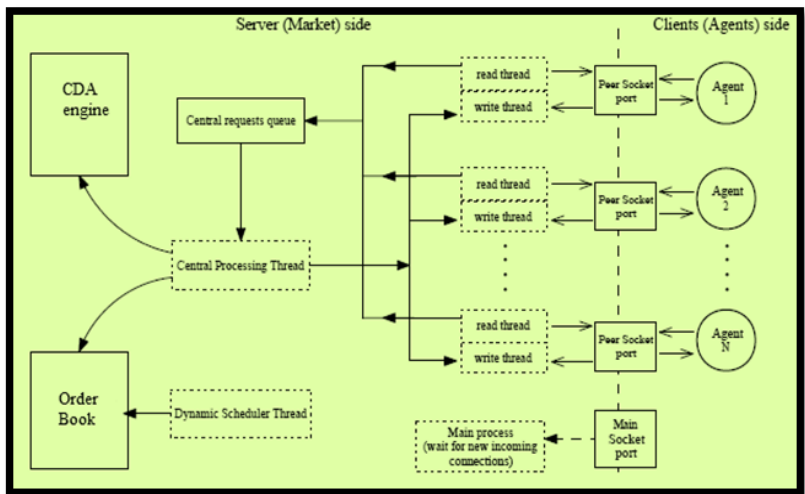 Server (Market) side
Clients (Agents) side
CDA
engine
Central requests queue
read thread
write thread
Peer Socket
port
Agent
1
read thread
write thread
Peer Socket
port
Agent
2
Central Processing Thread
read thread
write thread
Peer Socket
port
Agent
N
Order
Book
Dynamic Scheduler Thread
Main process
(wait for new incoming
connections)
Main
Socket
port